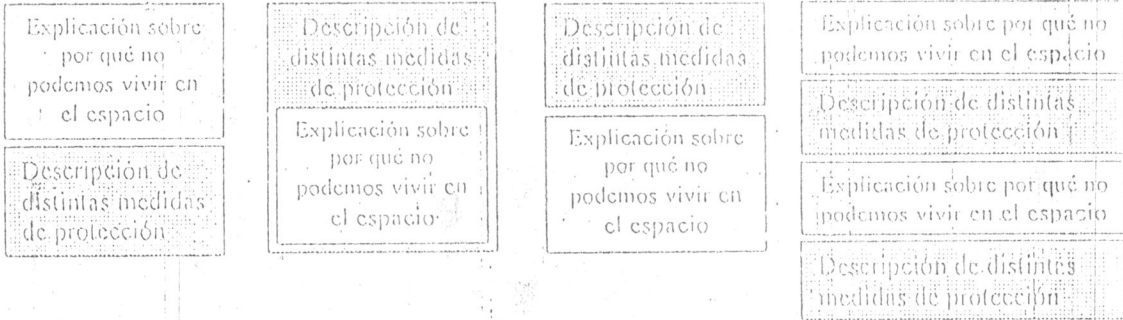 Explicación sobre
por qué no
podemos vivir en
el espacio
Descripción de
distintas medidas
de protección
Descripción de
distintas medidas
de protección
Explicación sobre
por qué no
podemos vivir en
el espacio
Descripción de
distintas medidas
de protección
Explicación sobre
por qué no
podemos vivir en
el espacio
Explicación sobre por qué no
podemos vivir en el espacio
Descripción de distintas
medidas de protección
Explicación sobre por qué no
podemos vivir en el espacio
Descripción de distintas
medidas de protección